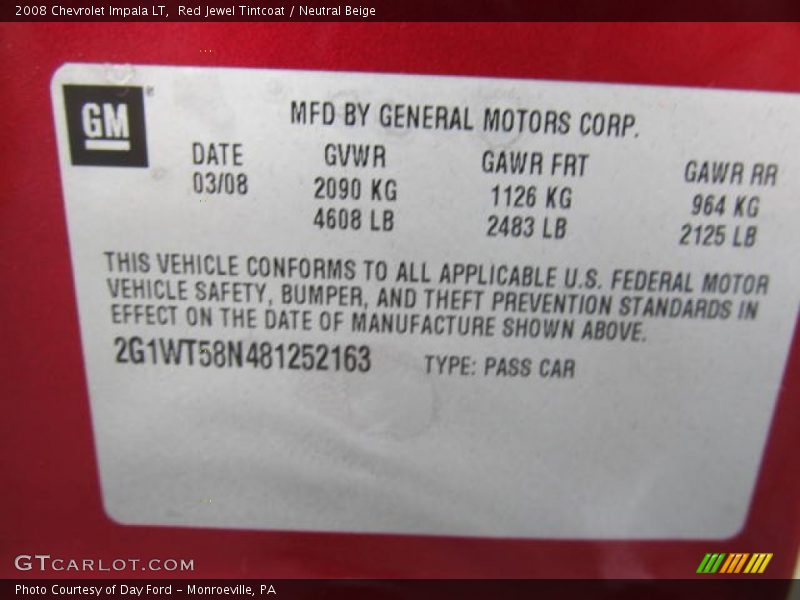 2008 Chevrolet Impala LT,  Red Jewel Tintcoat / Neutral Beige
GM
MFD BY GENERAL MOTORS CORP.
DATE GVWR GAWR FRT GAWR RR
03/08 2090 KG 1126 KG 964 KG
4608 LB 2483 LB 2125 LB
THIS VEHICLE CONFORMS TO ALL APPLICABLE U.S. FEDERAL MOTOR
VEHICLE SAFETY, BUMPER, AND THEFT PREVENTION STANDARDS IN
EFFECT ON THE DATE OF MANUFACTURE SHOWN ABOVE.
2G1WT58N481252163 TYPE: PASS CAR
GTCARLOT.COM
Photo Courtesy of Day Ford – Monroeville, PA